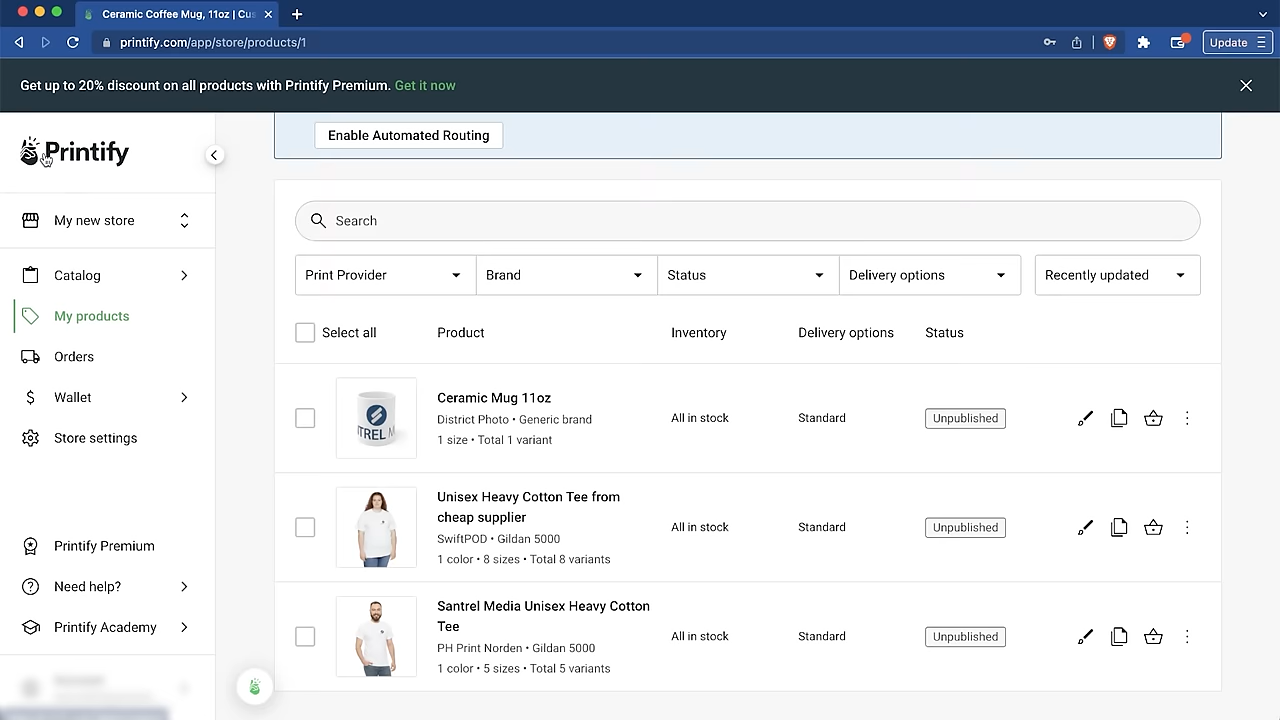 Ceramic Coffee Mug, 11oz | Cus
printify.com/app/store/products/1
Update
Get up to 20% discount on all products with Printify Premium. Get it now
Printify
Enable Automated Routing
My new store
Search
Catalog
Print Provider
Brand
Status
Delivery options
Recently updated
My products
Select all
Product
Inventory
Delivery options
Status
Orders
Wallet
Store settings
Ceramic Mug 11oz
District Photo • Generic brand
1 size • Total 1 variant
All in stock
Standard
Unpublished
TREL M
Unisex Heavy Cotton Tee from
cheap supplier
SwiftPOD • Gildan 5000
1 color • 8 sizes • Total 8 variants
All in stock
Standard
Unpublished
Printify Premium
Need help?
Printify Academy
Santrel Media Unisex Heavy Cotton
Tee
PH Print Norden • Gildan 5000
1 color • 5 sizes • Total 5 variants
All in stock
Standard
Unpublished